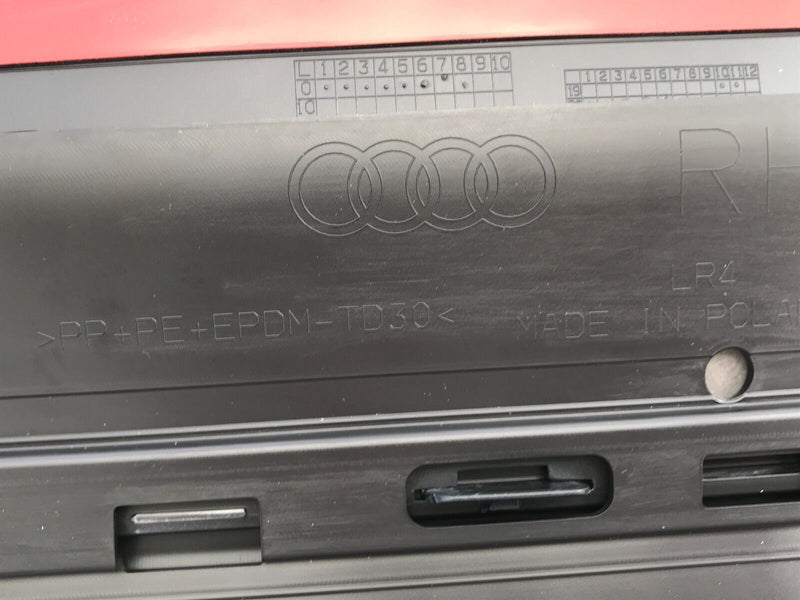 L 1 2 3 4 5 6 7 8 9 10
0
10
1 2 3 4 5 6 7 8 9 10 11 12
19
RH
LR4
>PP+PE+EPDM-TD30<
MADE IN POLA